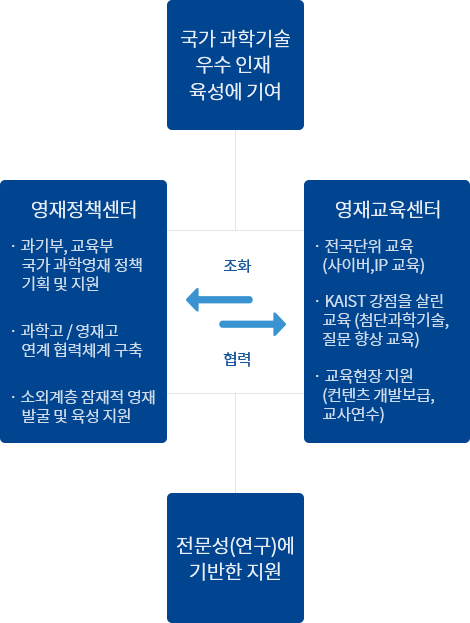 국가 과학기술
우수 인재
육성에 기여
영재정책센터
· 과기부, 교육부
국가 과학영재 정책
기획 및 지원
· 과학고 / 영재고
연계 협력체계 구축
· 소외계층 잠재적 영재
발굴 및 육성 지원
조화
협력
영재교육센터
· 전국단위 교육
(사이버,IP 교육)
· KAIST 강점을 살린
교육 (첨단과학기술,
질문 향상 교육)
· 교육현장 지원
(컨텐츠 개발보급,
교사연수)
전문성(연구)에
기반한 지원